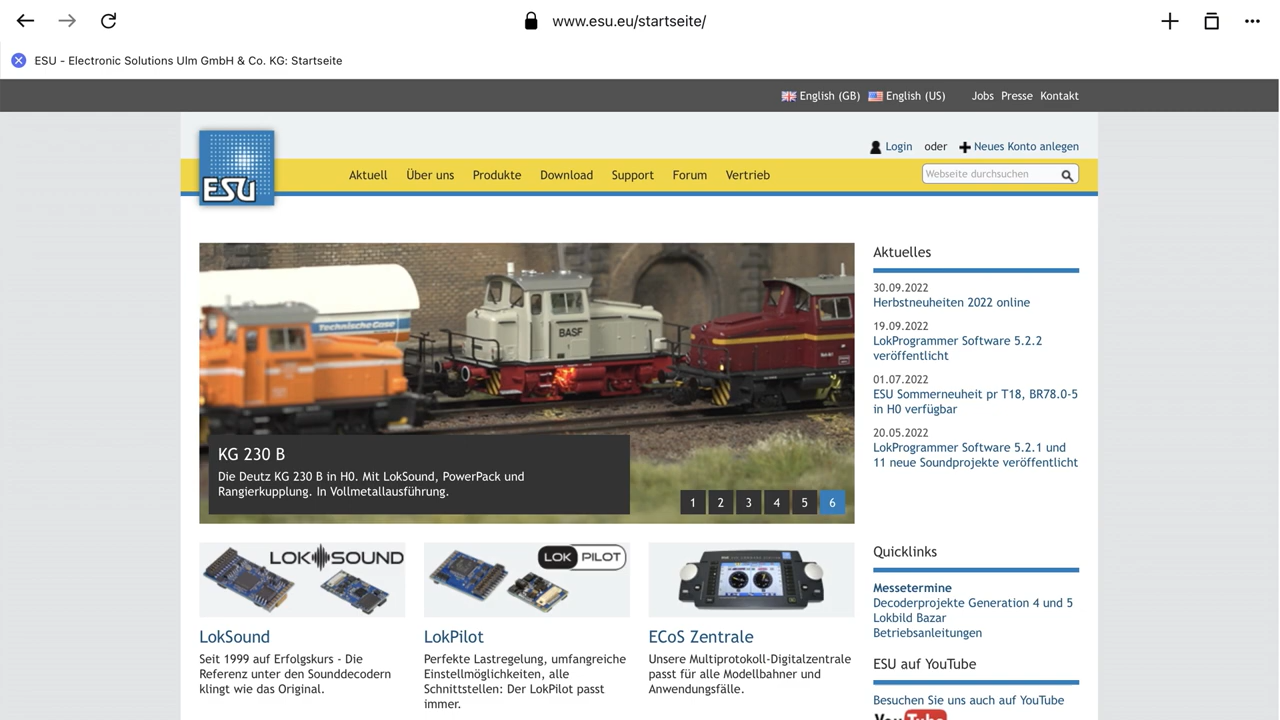 www.esu.eu/startseite/
ESU - Electronic Solutions Ulm GmbH & Co. KG: Startseite
English (GB) English (US) Jobs Presse Kontakt
Login oder Neues Konto anlegen
ESU
Aktuell Über uns Produkte Download Support Forum Vertrieb
Webseite durchsuchen
Technische Gase
BASF
KG 230 B
Die Deutz KG 230 B in H0. Mit LokSound, PowerPack und
Rangierkupplung. In Vollmetallausführung.
1 2 3 4 5 6
Aktuelles
30.09.2022
Herbstneuheiten 2022 online
19.09.2022
LokProgrammer Software 5.2.2
veröffentlicht
01.07.2022
ESU Sommerneuheit pr T18, BR78.0-5
in H0 verfügbar
20.05.2022
LokProgrammer Software 5.2.1 und
11 neue Soundprojekte veröffentlicht
LOKSOUND
LokSound
Seit 1999 auf Erfolgskurs - Die
Referenz unter den Sounddecodern
klingt wie das Original.
LOK PILOT
LokPilot
Perfekte Lastregelung, umfangreiche
Einstellmöglichkeiten, alle
Schnittstellen: Der LokPilot passt
immer.
ECoS Zentrale
Unsere Multiprotokoll-Digitalzentrale
passt für alle Modellbahner und
Anwendungsfälle.
Quicklinks
Messetermine
Decoderprojekte Generation 4 und 5
Lokbild Bazar
Betriebsanleitungen
ESU auf YouTube
Besuchen Sie uns auch auf YouTube
YouTube